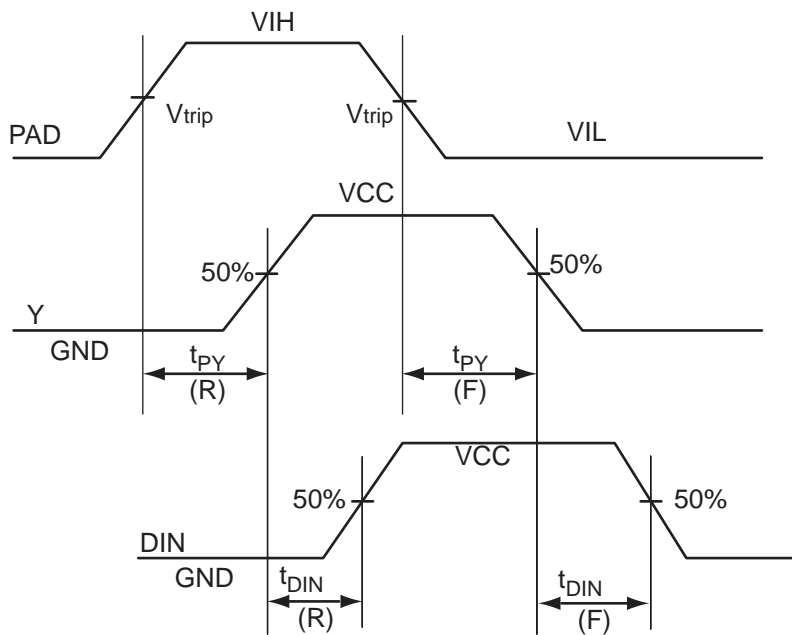 VIH
Vtrip
Vtrip
PAD
VIL
VCC
50%
50%
Y
GND
tPY
(R)
tPY
(F)
VCC
50%
50%
DIN
GND
tDIN
(R)
tDIN
(F)